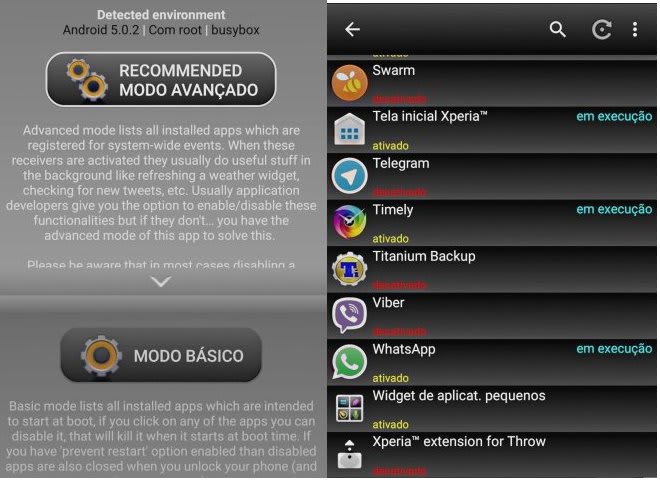 Detected environment
Android 5.0.2 | Com root | busybox
RECOMMENDED
MODO AVANÇADO
Advanced mode lists all installed apps which are
registered for system-wide events. When these
receivers are activated they usually do useful stuff in
the background like refreshing a weather widget,
checking for new tweets, etc. Usually application
developers give you the option to enable/disable these
functionalities but if they don't... you have the
advanced mode of this app to solve this.
Please be aware that in most cases disabling a
MODO BÁSICO
Basic mode lists all installed apps which are intended
to start at boot, if you click on any of the apps you can
disable it, that will kill it when it starts at boot time. If
you have 'prevent restart' option enabled than disabled
apps are also closed when you unlock your phone (and
ativado
Swarm
desativado
Tela inicial Xperia™
em execução
ativado
Telegram
desativado
Timely
em execução
ativado
Titanium Backup
desativado
Viber
desativado
WhatsApp
em execução
ativado
Widget de aplicat. pequenos
ativado
Xperia™ extension for Throw
desativado